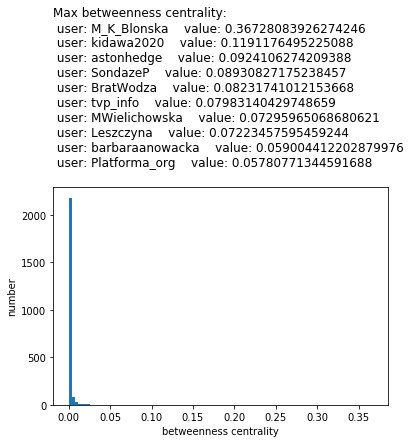 Max betweenness centrality:
user: M_K_Blonska    value: 0.36728083926274246
user: kidawa2020    value: 0.1191176495225088
user: astonhedge    value: 0.0924106274209388
user: SondazeP    value: 0.08930827175238457
user: BratWodza    value: 0.08231741012153668
user: tvp_info    value: 0.07983140429748659
user: MWielichowska    value: 0.07295965068680621
user: Leszczyna    value: 0.07223457595459244
user: barbaraanowacka    value: 0.059004412202879976
user: Platforma_org    value: 0.05780771344591688
2000
1500
1000
500
0
number
0.00 0.05 0.10 0.15 0.20 0.25 0.30 0.35
betweenness centrality